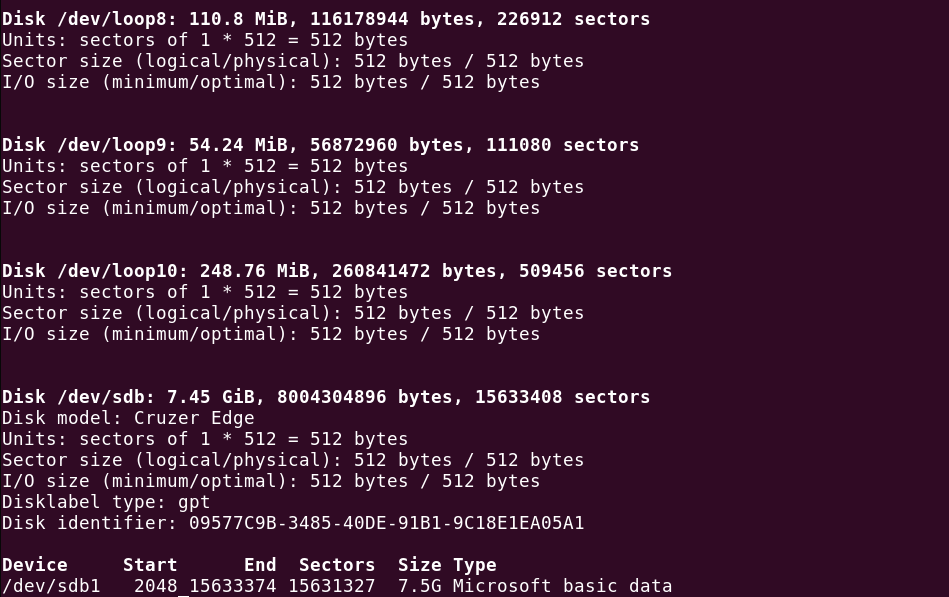 Disk /dev/loop8: 110.8 MiB, 116178944 bytes, 226912 sectors
Units: sectors of 1 * 512 = 512 bytes
Sector size (logical/physical): 512 bytes / 512 bytes
I/O size (minimum/optimal): 512 bytes / 512 bytes
Disk /dev/loop9: 54.24 MiB, 56872960 bytes, 111080 sectors
Units: sectors of 1 * 512 = 512 bytes
Sector size (logical/physical): 512 bytes / 512 bytes
I/O size (minimum/optimal): 512 bytes / 512 bytes
Disk /dev/loop10: 248.76 MiB, 260841472 bytes, 509456 sectors
Units: sectors of 1 * 512 = 512 bytes
Sector size (logical/physical): 512 bytes / 512 bytes
I/O size (minimum/optimal): 512 bytes / 512 bytes
Disk /dev/sdb: 7.45 GiB, 8004304896 bytes, 15633408 sectors
Disk model: Cruzer Edge
Units: sectors of 1 * 512 = 512 bytes
Sector size (logical/physical): 512 bytes / 512 bytes
I/O size (minimum/optimal): 512 bytes / 512 bytes
Disklabel type: gpt
Disk identifier: 09577C9B-3485-40DE-91B1-9C18E1EA05A1
Device     Start      End  Sectors  Size Type
/dev/sdb1   2048 15633374 15631327  7.5G Microsoft basic data